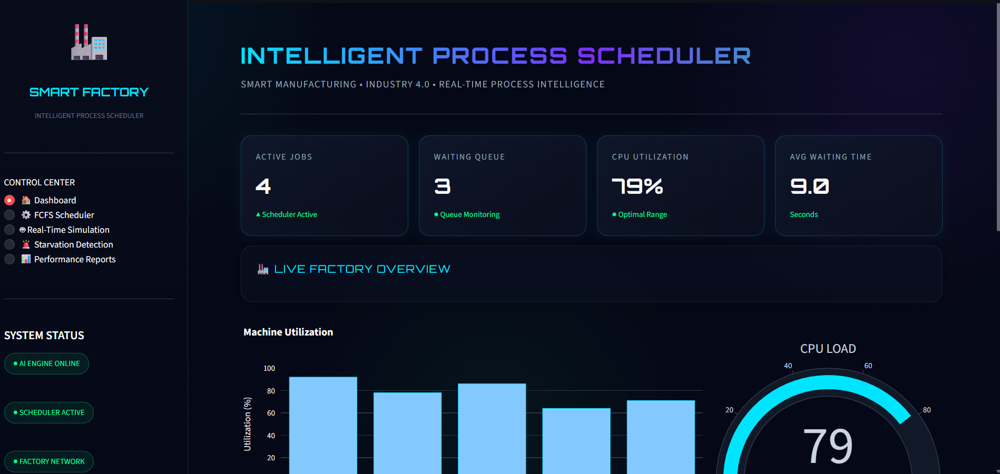 SMART FACTORY
INTELLIGENT PROCESS SCHEDULER
CONTROL CENTER
Dashboard
FCFS Scheduler
Real-Time Simulation
Starvation Detection
Performance Reports
SYSTEM STATUS
● AI ENGINE ONLINE
● SCHEDULER ACTIVE
● FACTORY NETWORK
INTELLIGENT PROCESS SCHEDULER
SMART MANUFACTURING • INDUSTRY 4.0 • REAL-TIME PROCESS INTELLIGENCE
ACTIVE JOBS
4
▲ Scheduler Active
WAITING QUEUE
3
● Queue Monitoring
CPU UTILIZATION
79%
● Optimal Range
AVG WAITING TIME
9.0
Seconds
LIVE FACTORY OVERVIEW
Machine Utilization
Utilization (%)
100
80
60
40
20
CPU LOAD
20
40
60
80
79